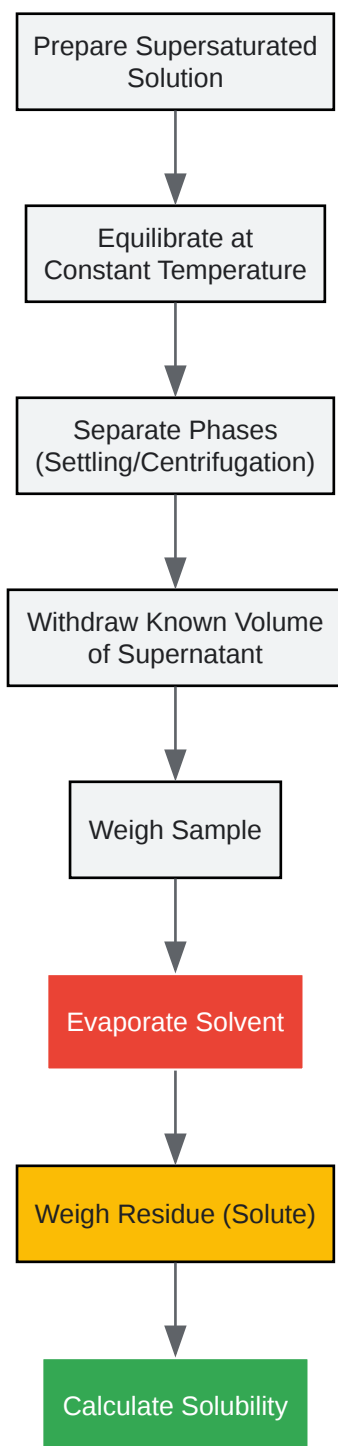 Prepare Supersaturated
Solution
Equilibrate at
Constant Temperature
Separate Phases
(Settling/Centrifugation)
Withdraw Known Volume
of Supernatant
Weigh Sample
Evaporate Solvent
Weigh Residue (Solute)
Calculate Solubility